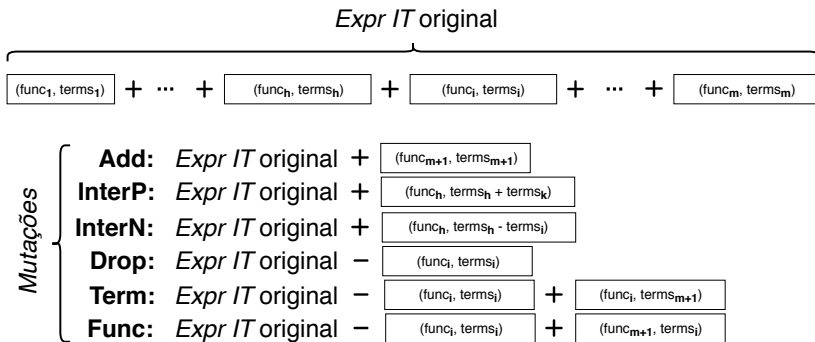 Expr IT original
(func1, terms1) + ... + (funch, termsh) + (funci, termsi) + ... + (funcm, termsm)
Mutações
Add: Expr IT original + (funcm+1, termsm+1)
InterP: Expr IT original + (funch, termsh + termsk)
InterN: Expr IT original + (funch, termsh - termsi)
Drop: Expr IT original − (funci, termsi)
Term: Expr IT original − (funci, termsi) + (funci, termsm+1)
Func: Expr IT original − (funci, termsi) + (funcm+1, termsi)